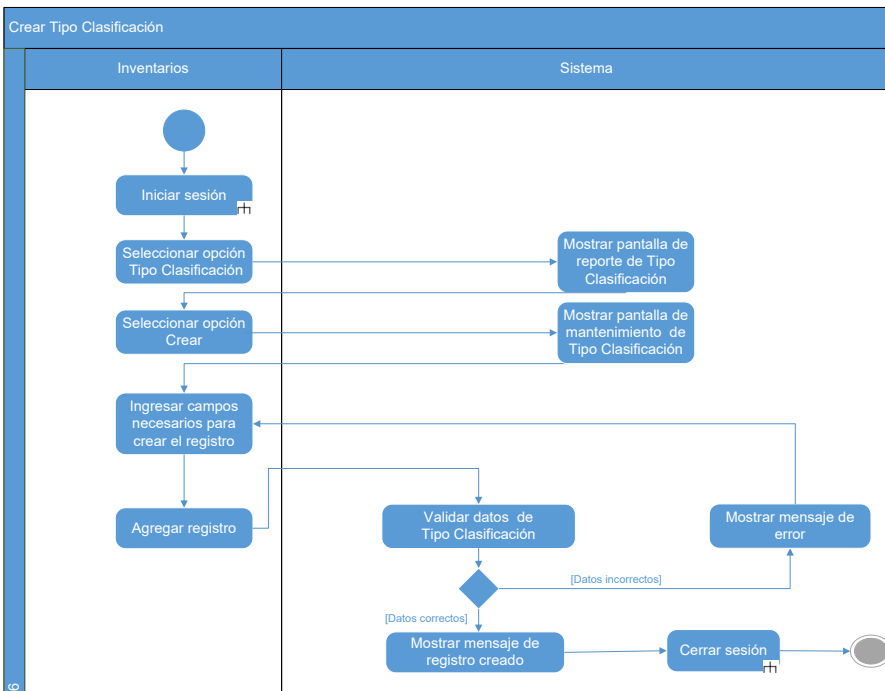 Crear Tipo Clasificación
Inventarios
Sistema
Iniciar sesión
Seleccionar opción
Tipo Clasificación
Mostrar pantalla de
reporte de Tipo
Clasificación
Seleccionar opción
Crear
Mostrar pantalla de
mantenimiento de
Tipo Clasificación
Ingresar campos
necesarios para
crear el registro
Agregar registro
Validar datos de
Tipo Clasificación
Mostrar mensaje de
error
[Datos incorrectos]
[Datos correctos]
Mostrar mensaje de
registro creado
Cerrar sesión